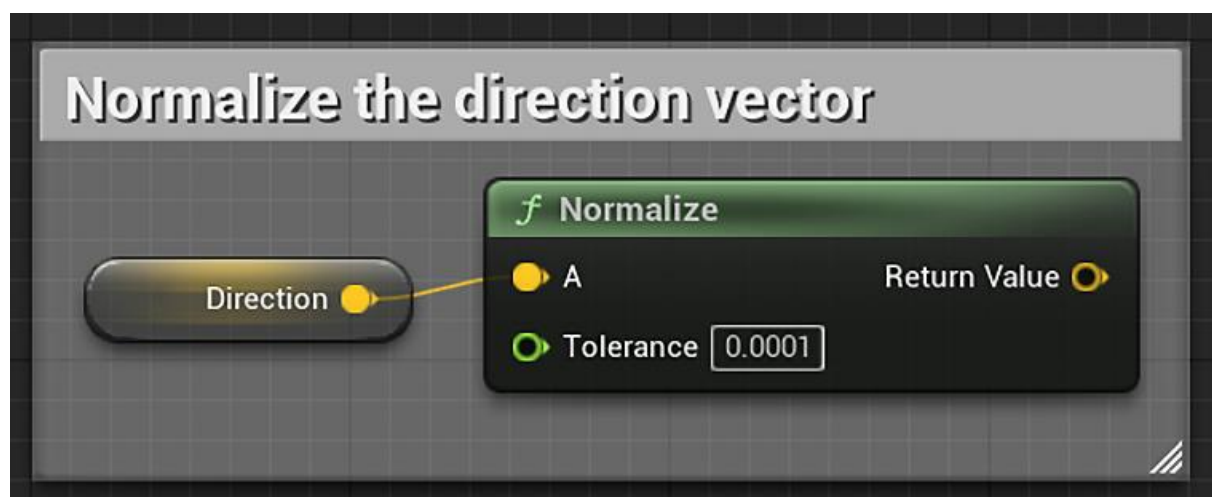 Normalize the direction vector
f Normalize
Direction
A
Return Value
Tolerance 0.0001